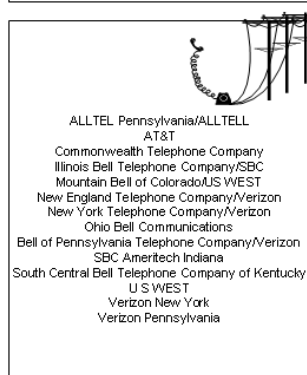 ALLTEL Pennsylvania/ALLTELL
AT&T
Commonwealth Telephone Company
Illinois Bell Telephone Company/SBC
Mountain Bell of Colorado/US WEST
New England Telephone Company/Verizon
New York Telephone Company/Verizon
Ohio Bell Communications
Bell of Pennsylvania Telephone Company/Verizon
SBC Ameritech Indiana
South Central Bell Telephone Company of Kentucky
U S WEST
Verizon New York
Verizon Pennsylvania